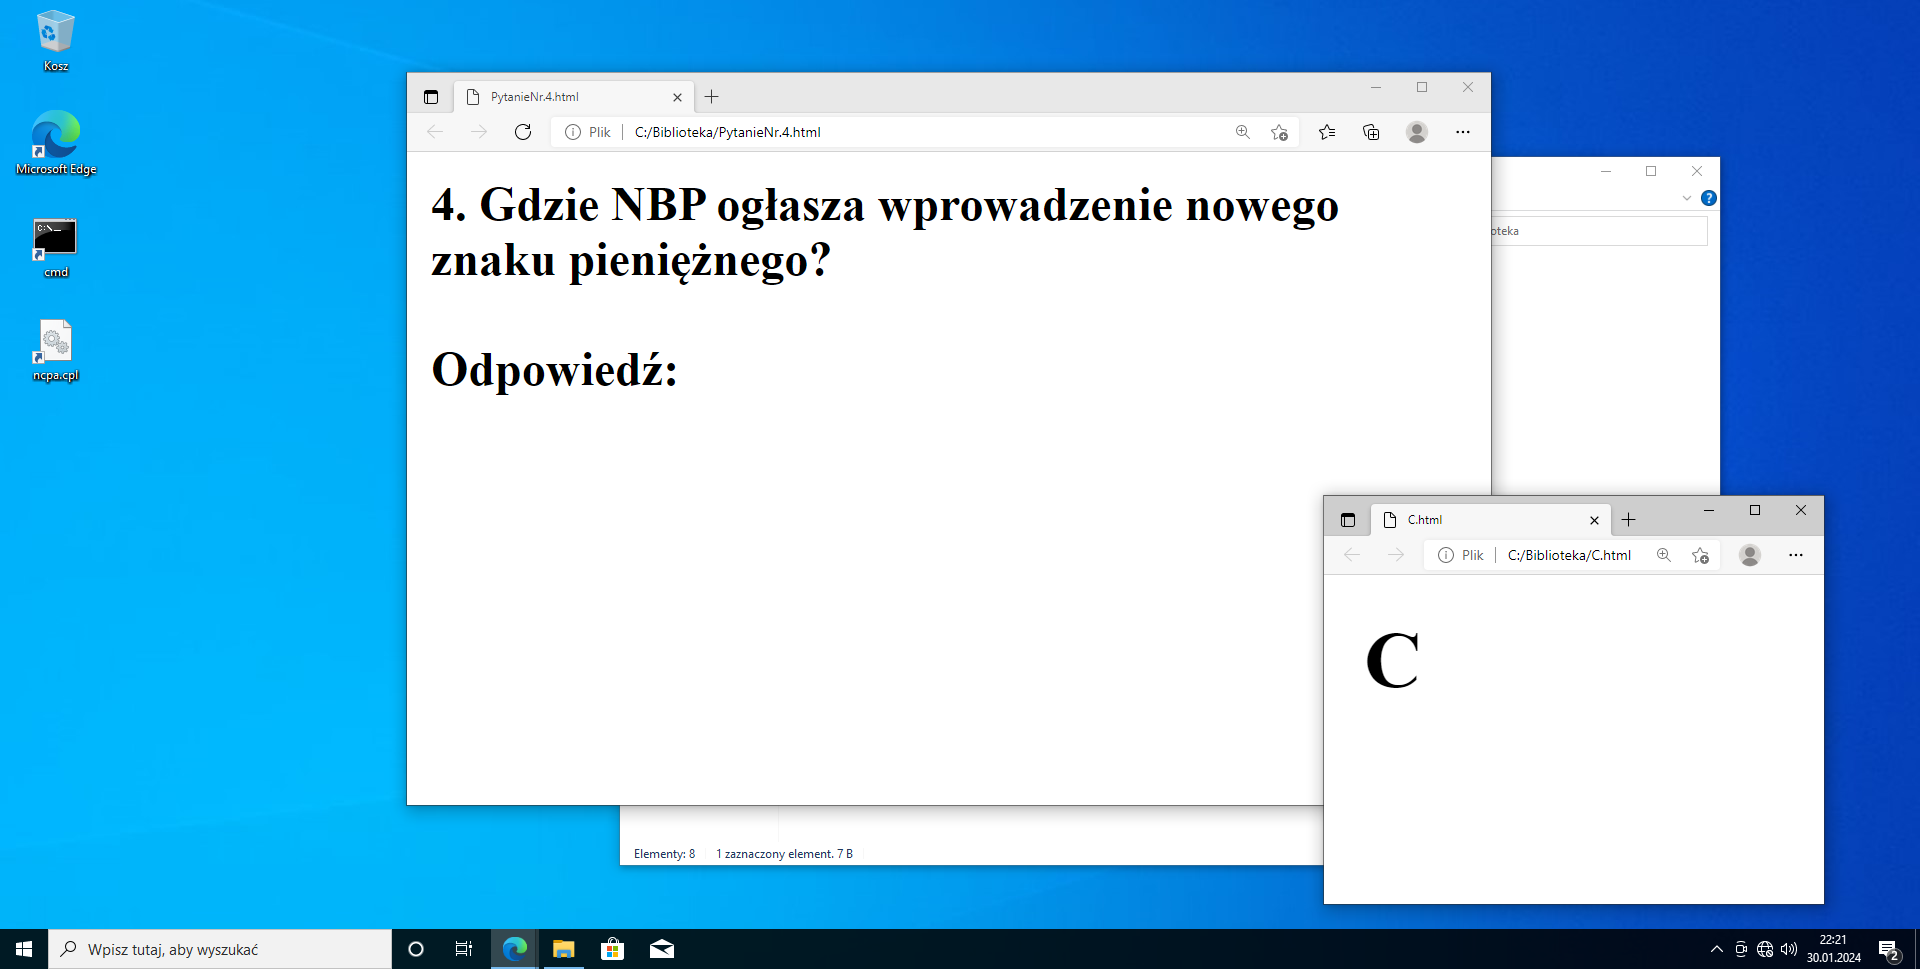 Kosz
Microsoft Edge
cmd
ncpa.cpl
PytanieNr.4.html
Plik
C:/Biblioteka/PytanieNr.4.html
4. Gdzie NBP ogłasza wprowadzenie nowego
znaku pieniężnego?
Odpowiedź:
oteka
Elementy: 8
1 zaznaczony element. 7 B
C.html
Plik
C:/Biblioteka/C.html
C
Wpisz tutaj, aby wyszukać
22:21
30.01.2024
2